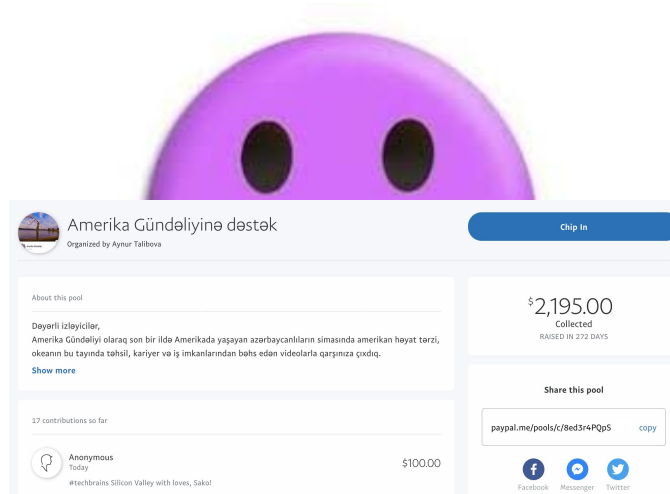 Amerika Gündəliyinə dəstək
Organized by Aynur Talibova
Chip In
About this pool
Dəyərli izləyicilər,
Amerika Gündəliyi olaraq son bir ildə Amerikada yaşayan azərbaycanlıların simasında amerikan həyat tərzi,
okeanın bu tayında təhsil, kariyer və iş imkanlarından bəhs edən videolarla qarşınıza çıxdıq.
Show more
17 contributions so far
Anonymous
Today
$100.00
#techbrains Silicon Valley with loves, Sako!
$2,195.00
Collected
RAISED IN 272 DAYS
Share this pool
paypal.me/pools/c/8ed3r4PQpS
copy
Facebook
Messenger
Twitter